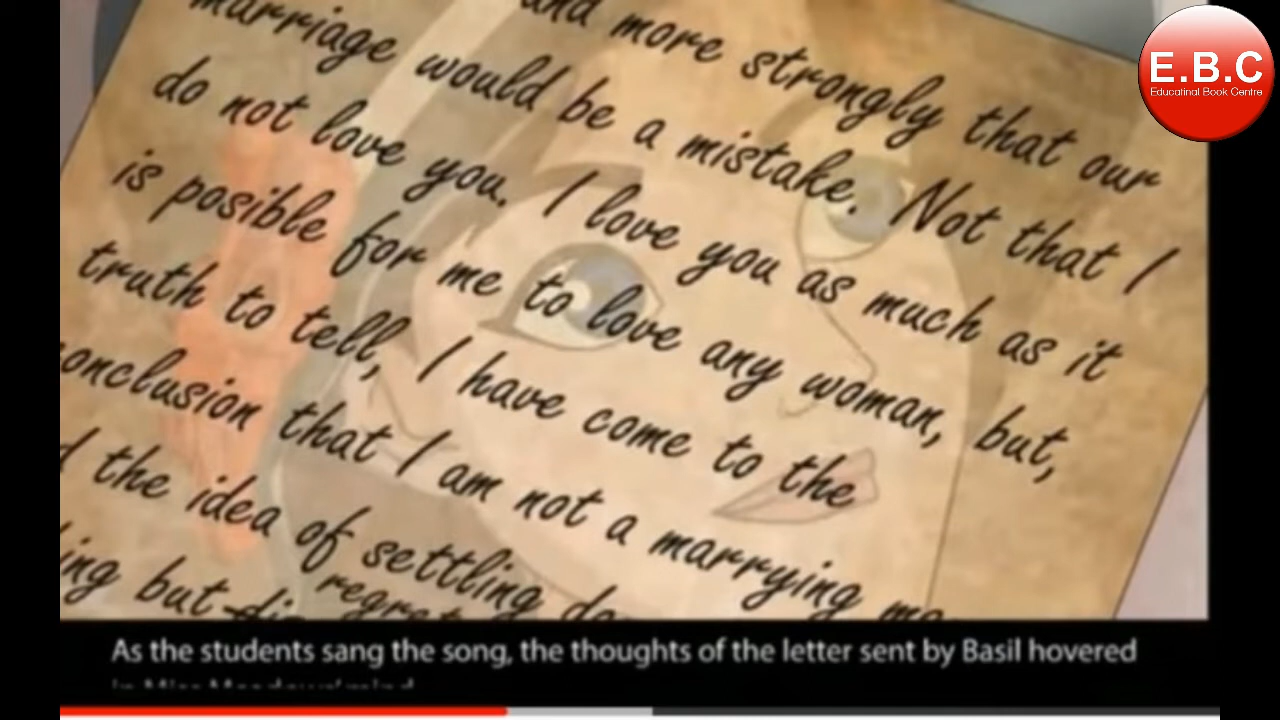 E.B.C
Educatinal Book Centre
and more strongly that our
marriage would be a mistake. Not that I
do not love you. I love you as much as it
is posible for me to love any woman, but,
truth to tell, I have come to the
onclusion that I am not a marrying
the idea of settling
ing but
regret
As the students sang the song, the thoughts of the letter sent by Basil hovered